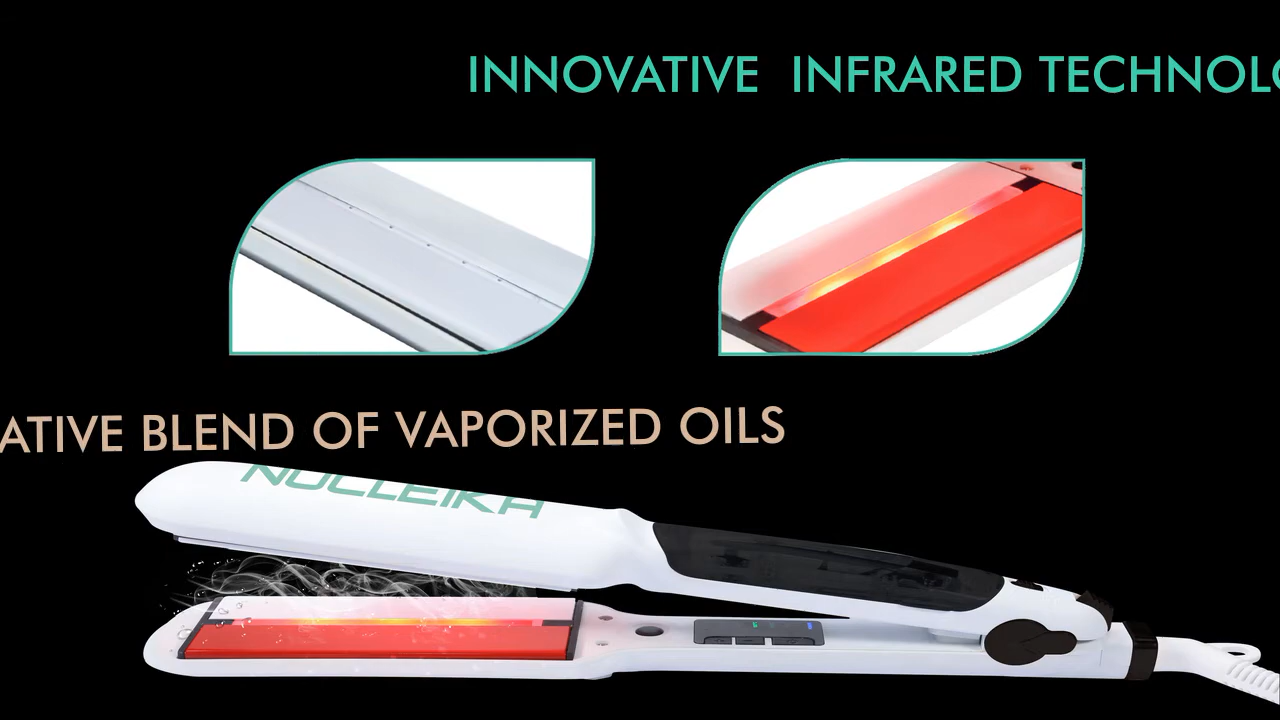 INNOVATIVE INFRARED TECHNOLO
ATIVE BLEND OF VAPORIZED OILS
NUCLEIKA